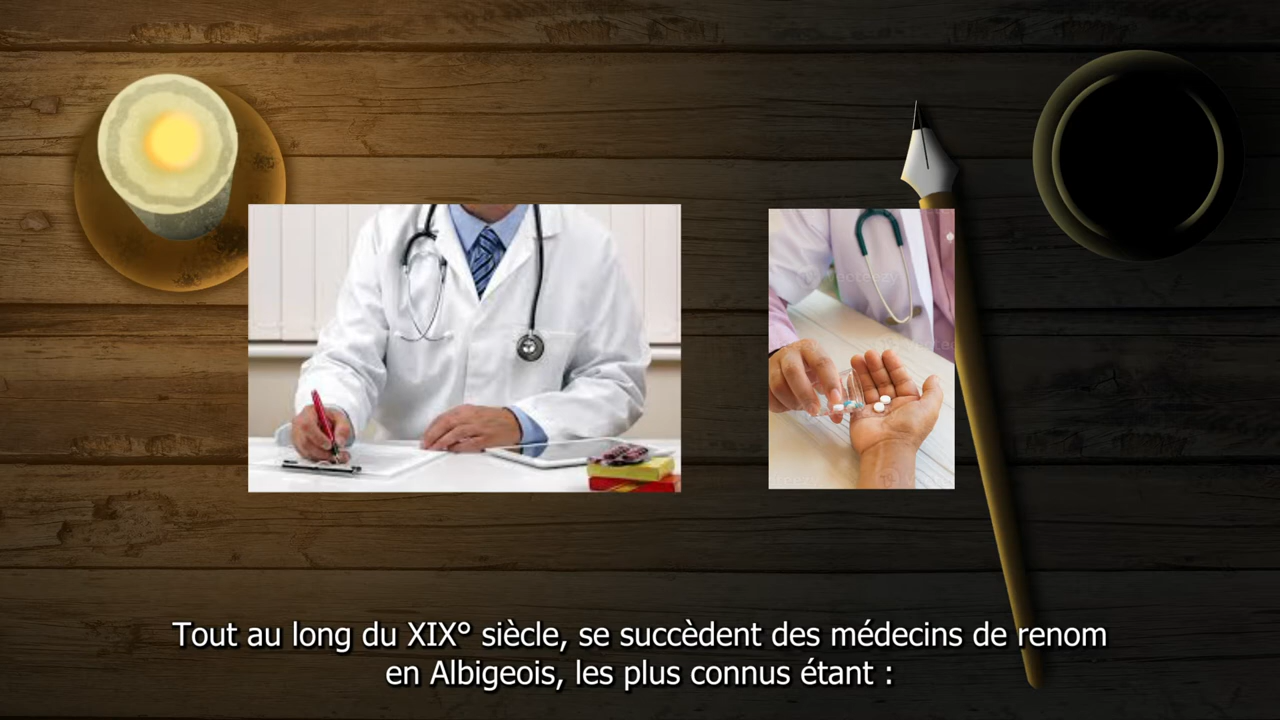 Tout au long du XIX° siècle, se succèdent des médecins de renom
en Albigeois, les plus connus étant :